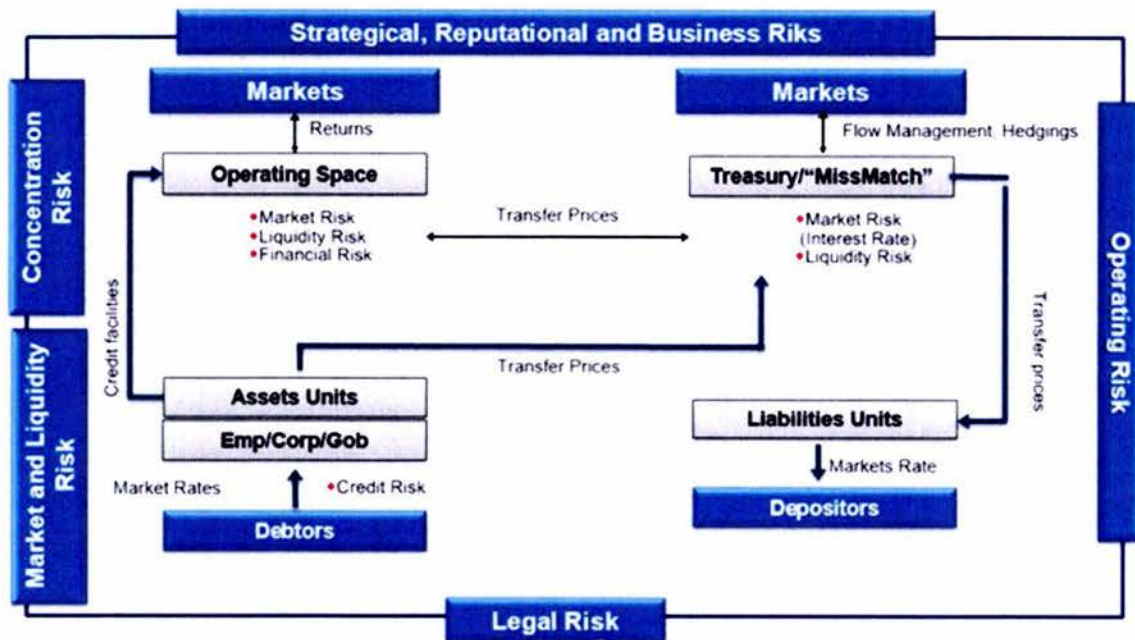 Strategical, Reputational and Business Riks
Markets
Markets
Returns
Flow Management, Hedgings
Operating Space
Treasury/“MissMatch”
Concentration
Risk
Market Risk
Liquidity Risk
Financial Risk
Transfer Prices
Market Risk
(Interest Rate)
Liquidity Risk
Operating Risk
Credit facilities
Transfer prices
Transfer Prices
Market and Liquidity
Risk
Assets Units
Emp/Corp/Gob
Liabilities Units
Market Rates
Credit Risk
Markets Rate
Debtors
Depositors
Legal Risk